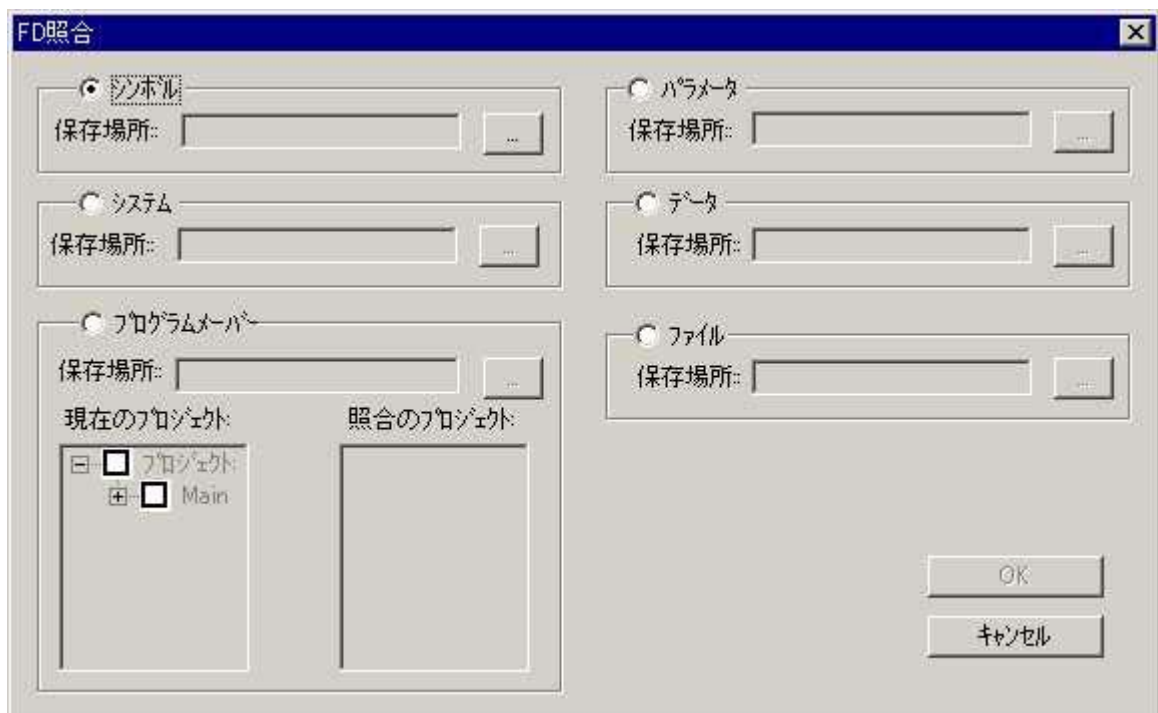 FD照合
シンボル
保存場所::
...
パラメータ
保存場所::
...
システム
保存場所::
...
データ
保存場所::
...
プログラムメーバー
保存場所::
...
現在のプロジェクト:
照合のプロジェクト:
プロジェクト:
Main
ファイル
保存場所::
...
OK
キャンセル